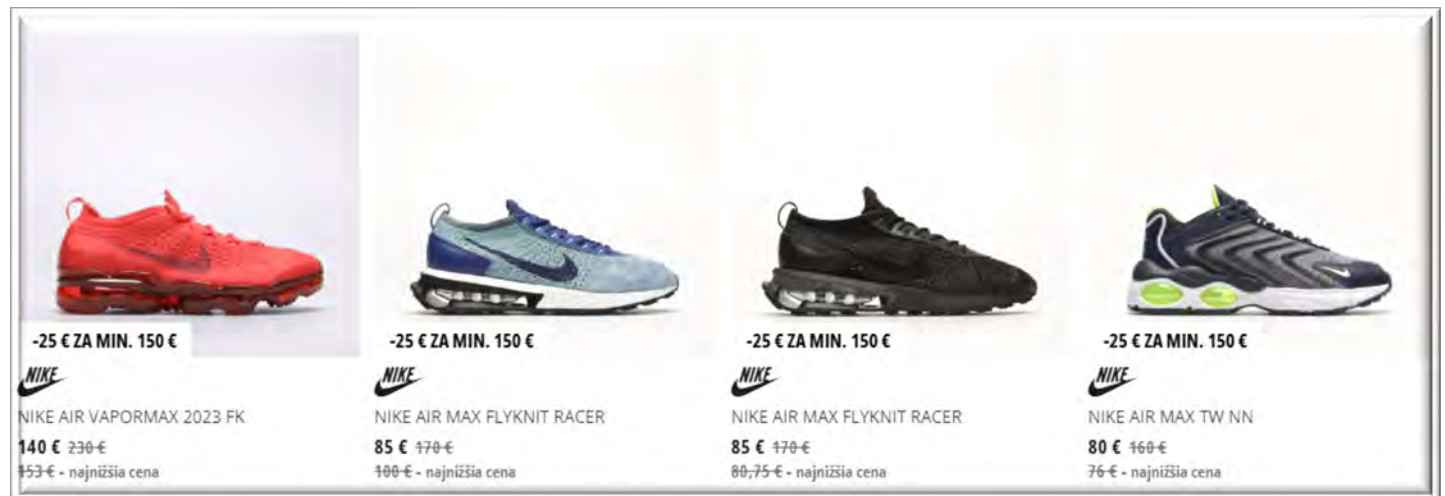 -25 € ZA MIN. 150 €
NIKE
NIKE AIR VAPORMAX 2023 FK
140 € 230 €
153 € - najnižšia cena
-25 € ZA MIN. 150 €
NIKE
NIKE AIR MAX FLYKNIT RACER
85 € 170 €
100 € - najnižšia cena
-25 € ZA MIN. 150 €
NIKE
NIKE AIR MAX FLYKNIT RACER
85 € 170 €
80,75 € - najnižšia cena
-25 € ZA MIN. 150 €
NIKE
NIKE AIR MAX TW NN
80 € 160 €
76 € - najnižšia cena